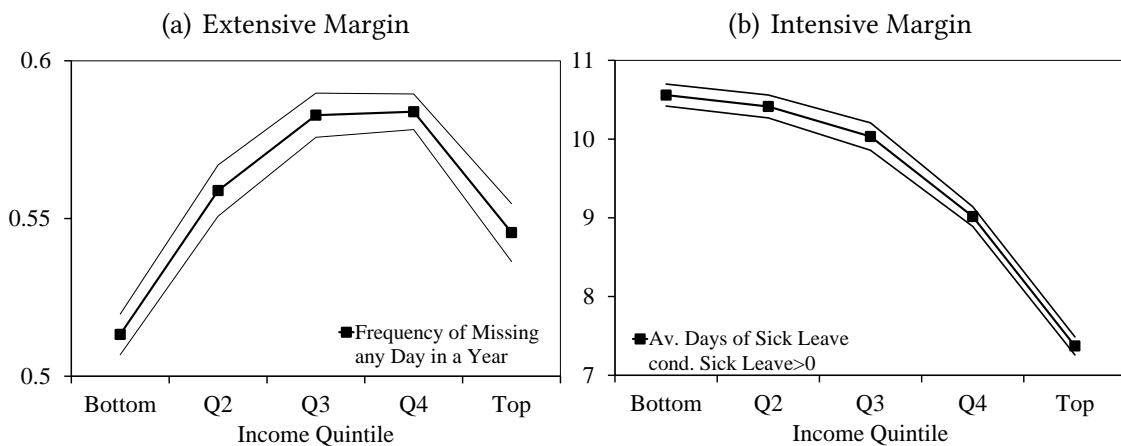 (a) Extensive Margin
0.6
0.55
0.5
Frequency of Missing
any Day in a Year
Bottom Q2 Q3 Q4 Top
Income Quintile
(b) Intensive Margin
11
10
9
8
7
Av. Days of Sick Leave
cond. Sick Leave>0
Bottom Q2 Q3 Q4 Top
Income Quintile